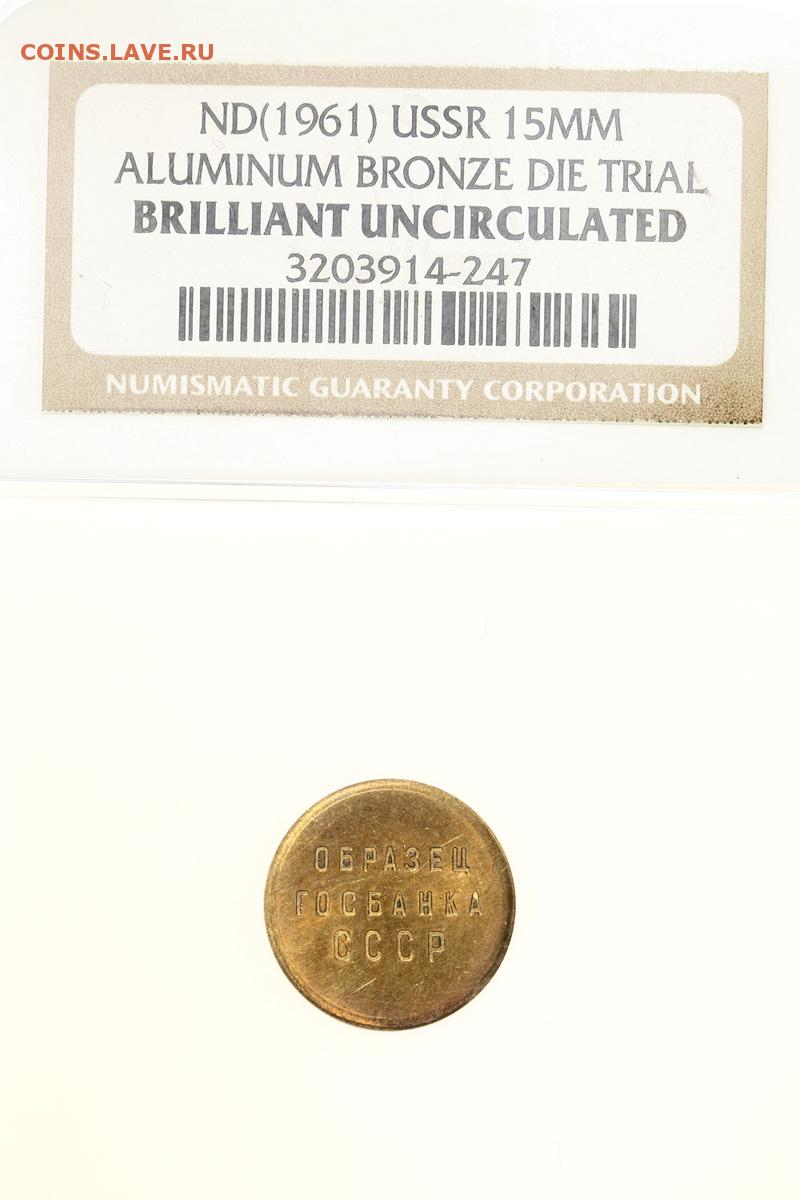 COINS.LAVE.RU
ND(1961) USSR 15MM
ALUMINUM BRONZE DIE TRIAL
BRILLIANT UNCIRCULATED
3203914-247
NUMISMATIC GUARANTY CORPORATION
ОБРАЗЕЦ
ГОСБАНКА
СССР